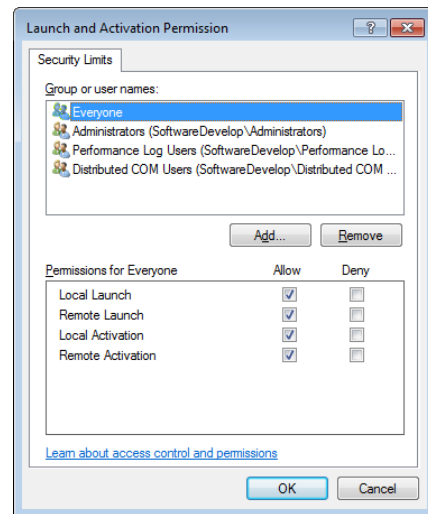 Launch and Activation Permission
Security Limits
Group or user names:
Everyone
Administrators (SoftwareDevelop\Administrators)
Performance Log Users (SoftwareDevelop\Performance Lo...
Distributed COM Users (SoftwareDevelop\Distributed COM ...
Add... Remove
Permissions for Everyone Allow Deny
Local Launch
Remote Launch
Local Activation
Remote Activation
Learn about access control and permissions
OK Cancel